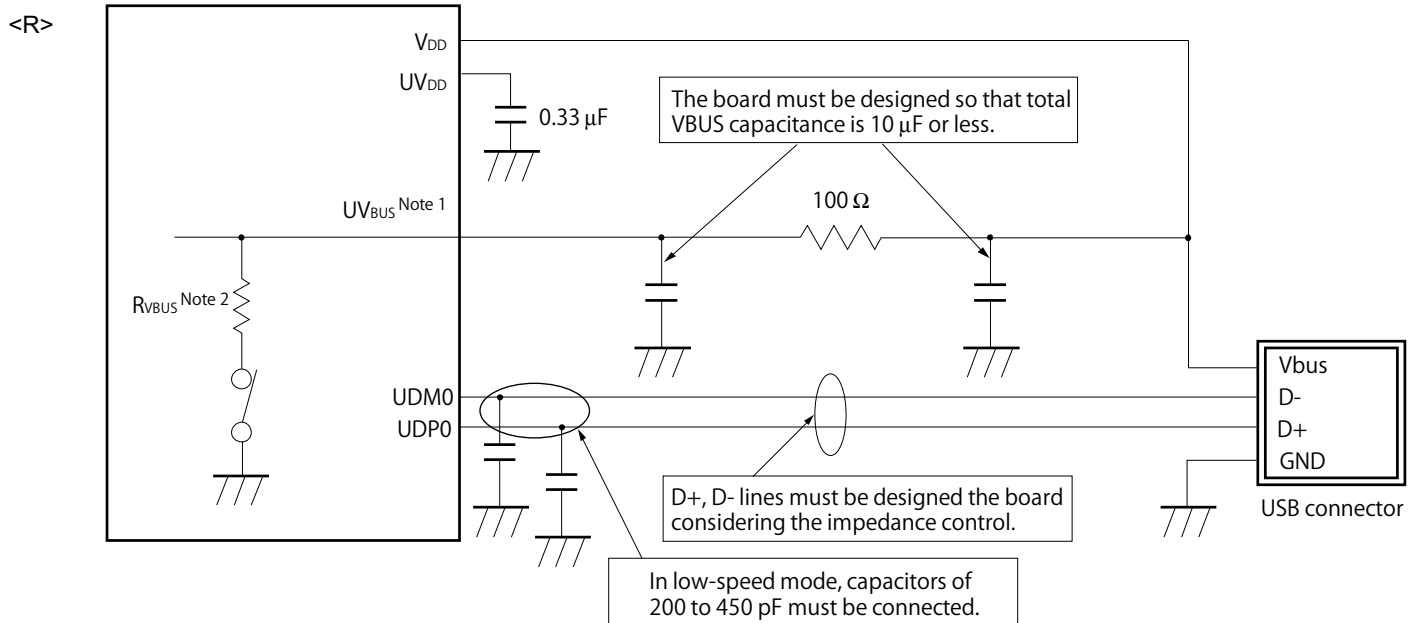 <R>
VDD
UVDD
0.33 μF
The board must be designed so that total
VBUS capacitance is 10 μF or less.
UVBUS Note 1
100 Ω
RVBUS Note 2
Vbus
UDM0
D-
UDP0
D+
GND
D+, D- lines must be designed the board
considering the impedance control.
USB connector
In low-speed mode, capacitors of
200 to 450 pF must be connected.